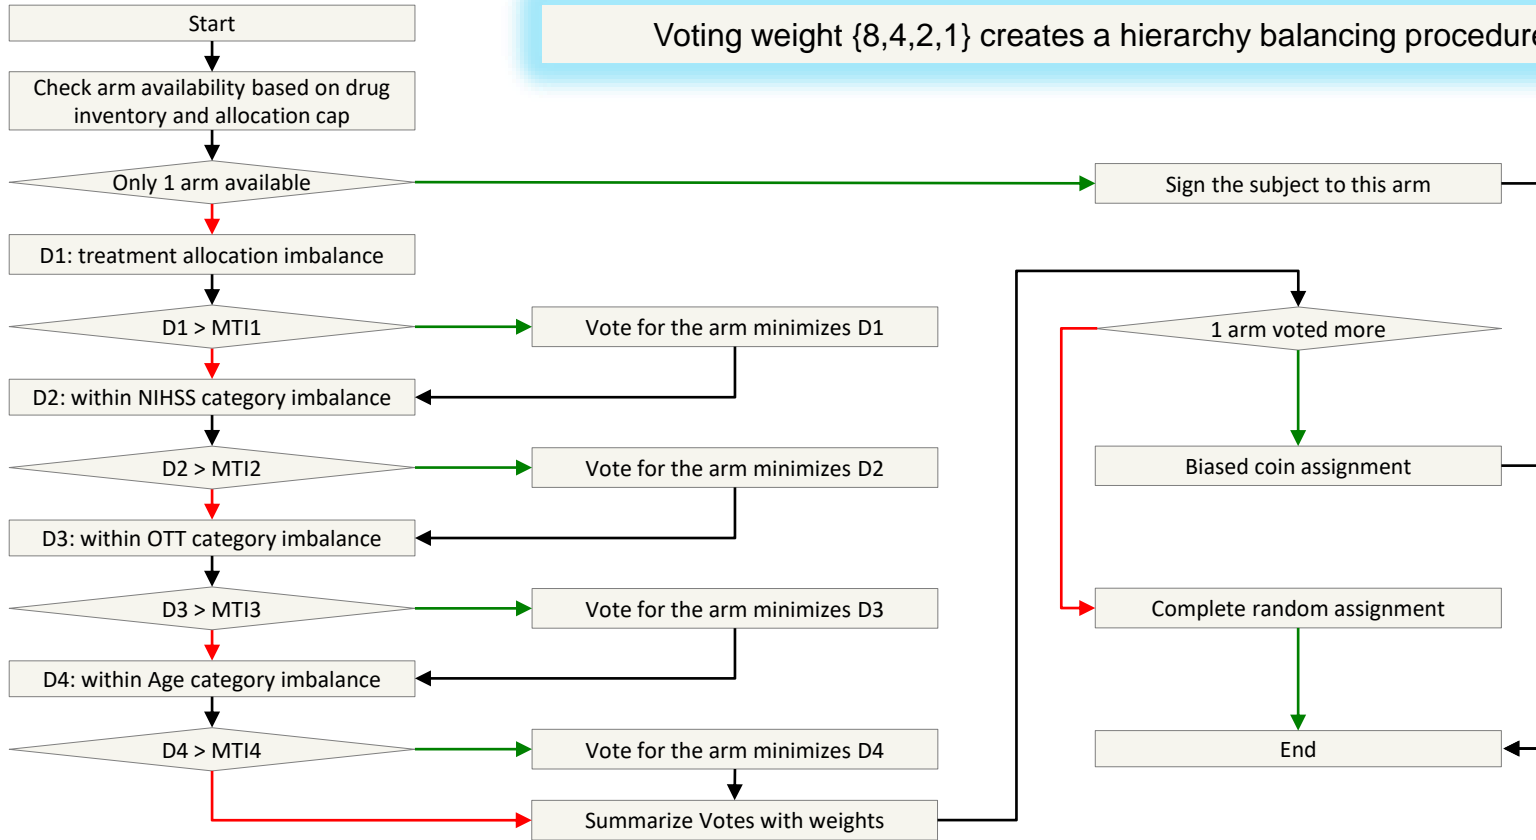 Start
Voting weight {8,4,2,1} creates a hierarchy balancing procedure
Check arm availability based on drug
inventory and allocation cap
Only 1 arm available
Sign the subject to this arm
D1: treatment allocation imbalance
D1 > MTI1
Vote for the arm minimizes D1
1 arm voted more
D2: within NIHSS category imbalance
D2 > MTI2
Vote for the arm minimizes D2
Biased coin assignment
D3: within OTT category imbalance
D3 > MTI3
Vote for the arm minimizes D3
Complete random assignment
D4: within Age category imbalance
D4 > MTI4
Vote for the arm minimizes D4
End
Summarize Votes with weights